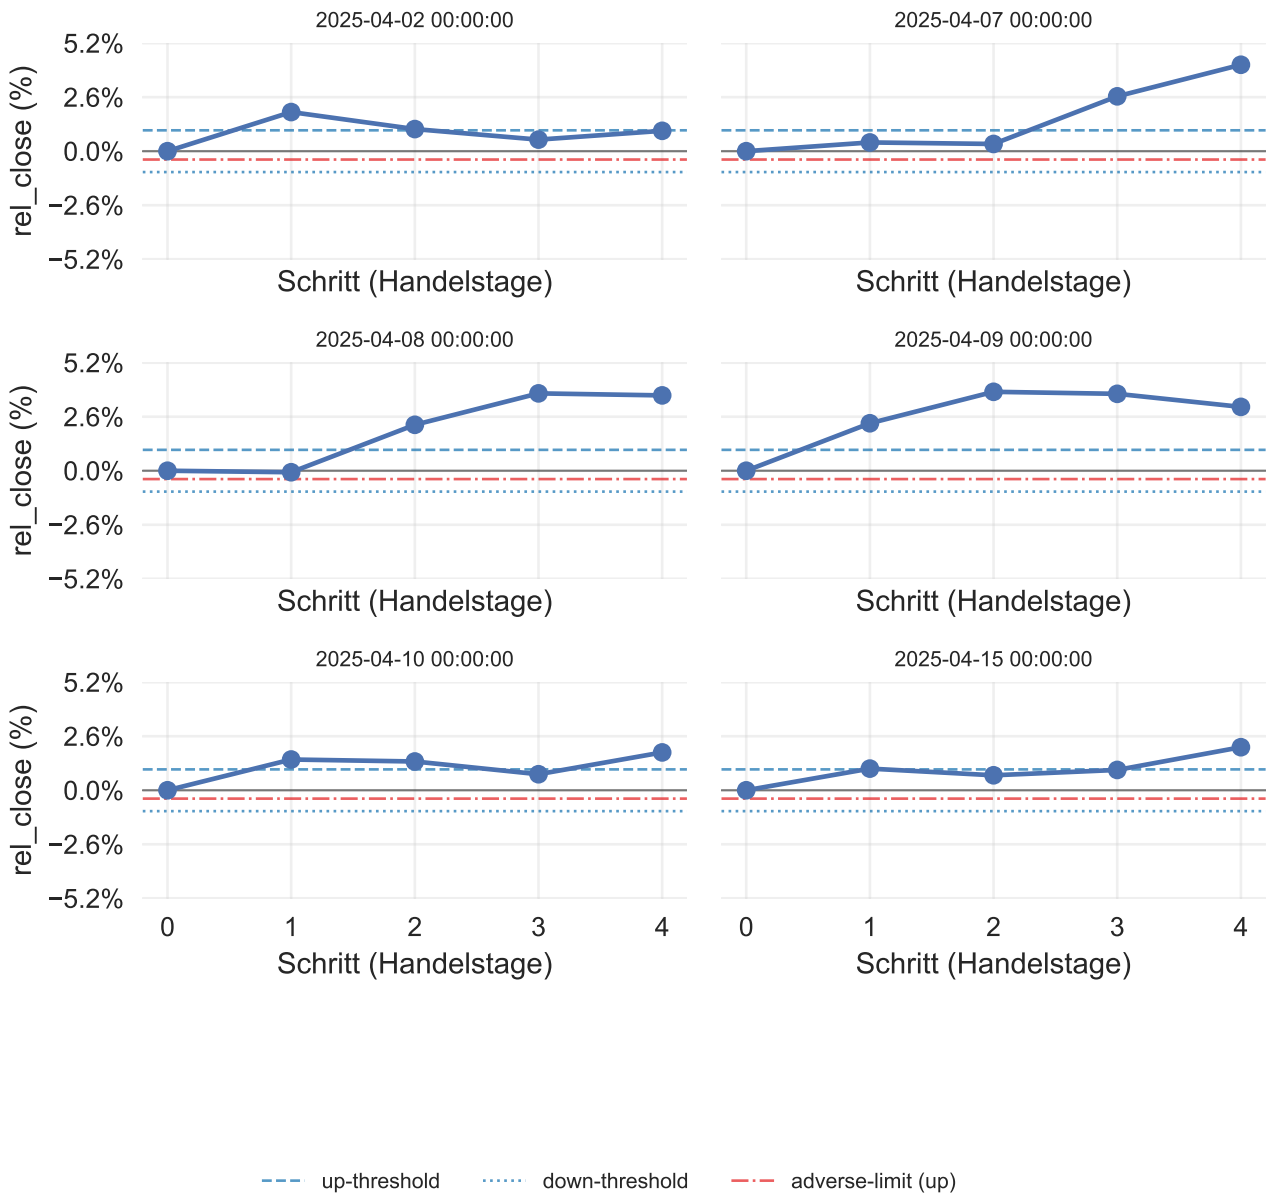 2025-04-02 00:00:00
2025-04-07 00:00:00
rel_close (%)
5.2%
2.6%
0.0%
−2.6%
−5.2%
Schritt (Handelstage)
Schritt (Handelstage)
2025-04-08 00:00:00
2025-04-09 00:00:00
rel_close (%)
5.2%
2.6%
0.0%
−2.6%
−5.2%
Schritt (Handelstage)
Schritt (Handelstage)
2025-04-10 00:00:00
2025-04-15 00:00:00
rel_close (%)
5.2%
2.6%
0.0%
−2.6%
−5.2%
0 1 2 3 4
0 1 2 3 4
Schritt (Handelstage)
Schritt (Handelstage)
up-threshold down-threshold adverse-limit (up)